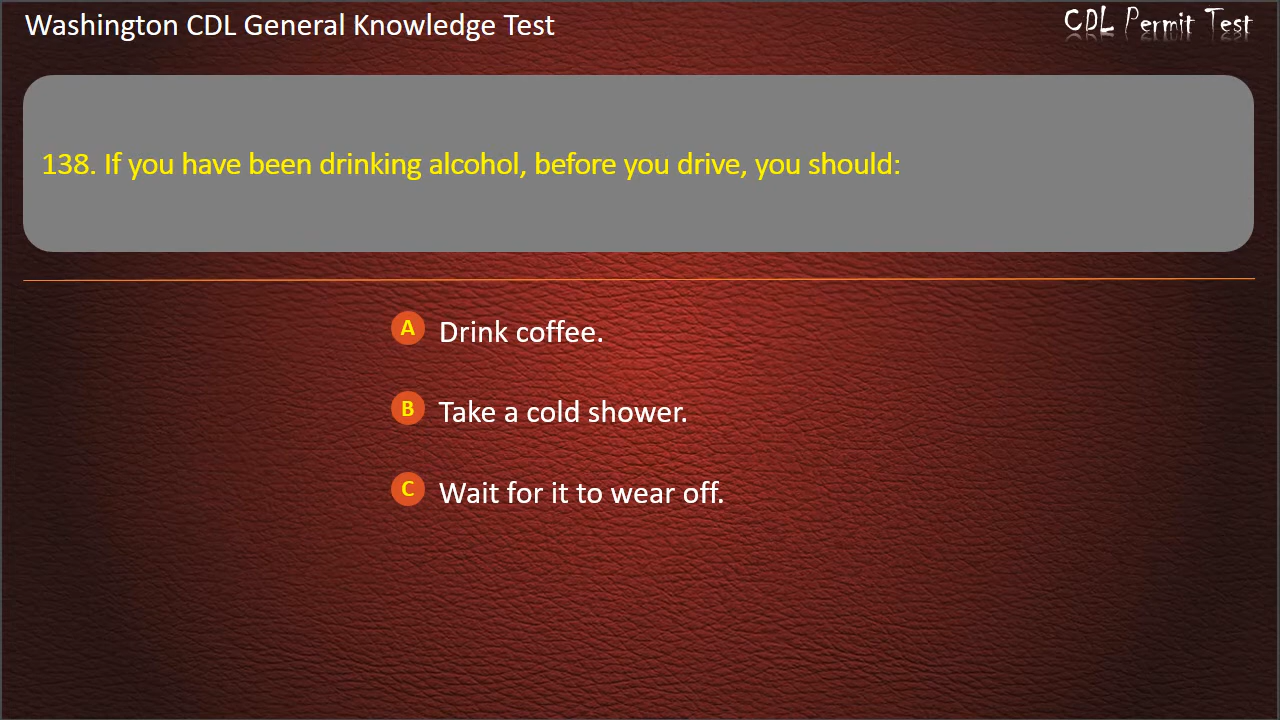 Washington CDL General Knowledge Test
CDL Permit Test
138. If you have been drinking alcohol, before you drive, you should:
A Drink coffee.
B Take a cold shower.
C Wait for it to wear off.